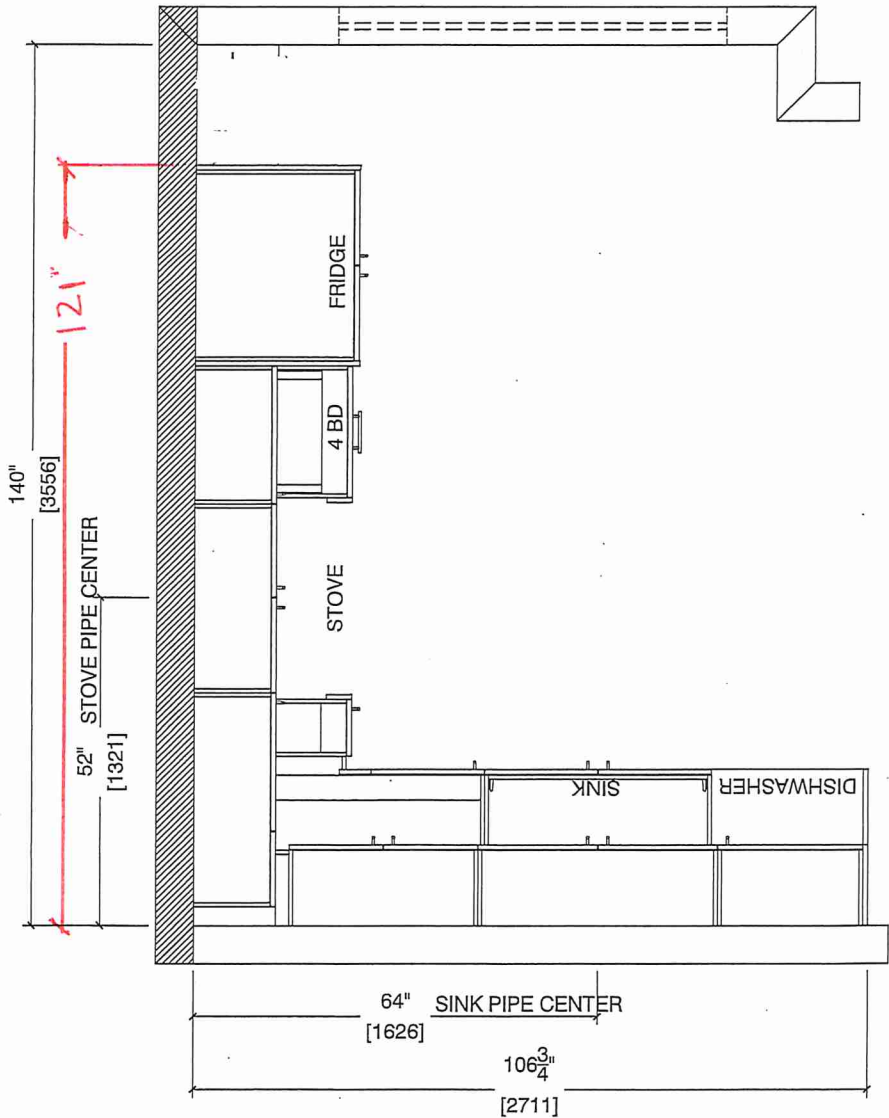 140"
[3556]
121"
52" STOVE PIPE CENTER
[1321]
FRIDGE
4 BD
STOVE
SINK
DISHWASHER
64" SINK PIPE CENTER
[1626]
106 3/4"
[2711]